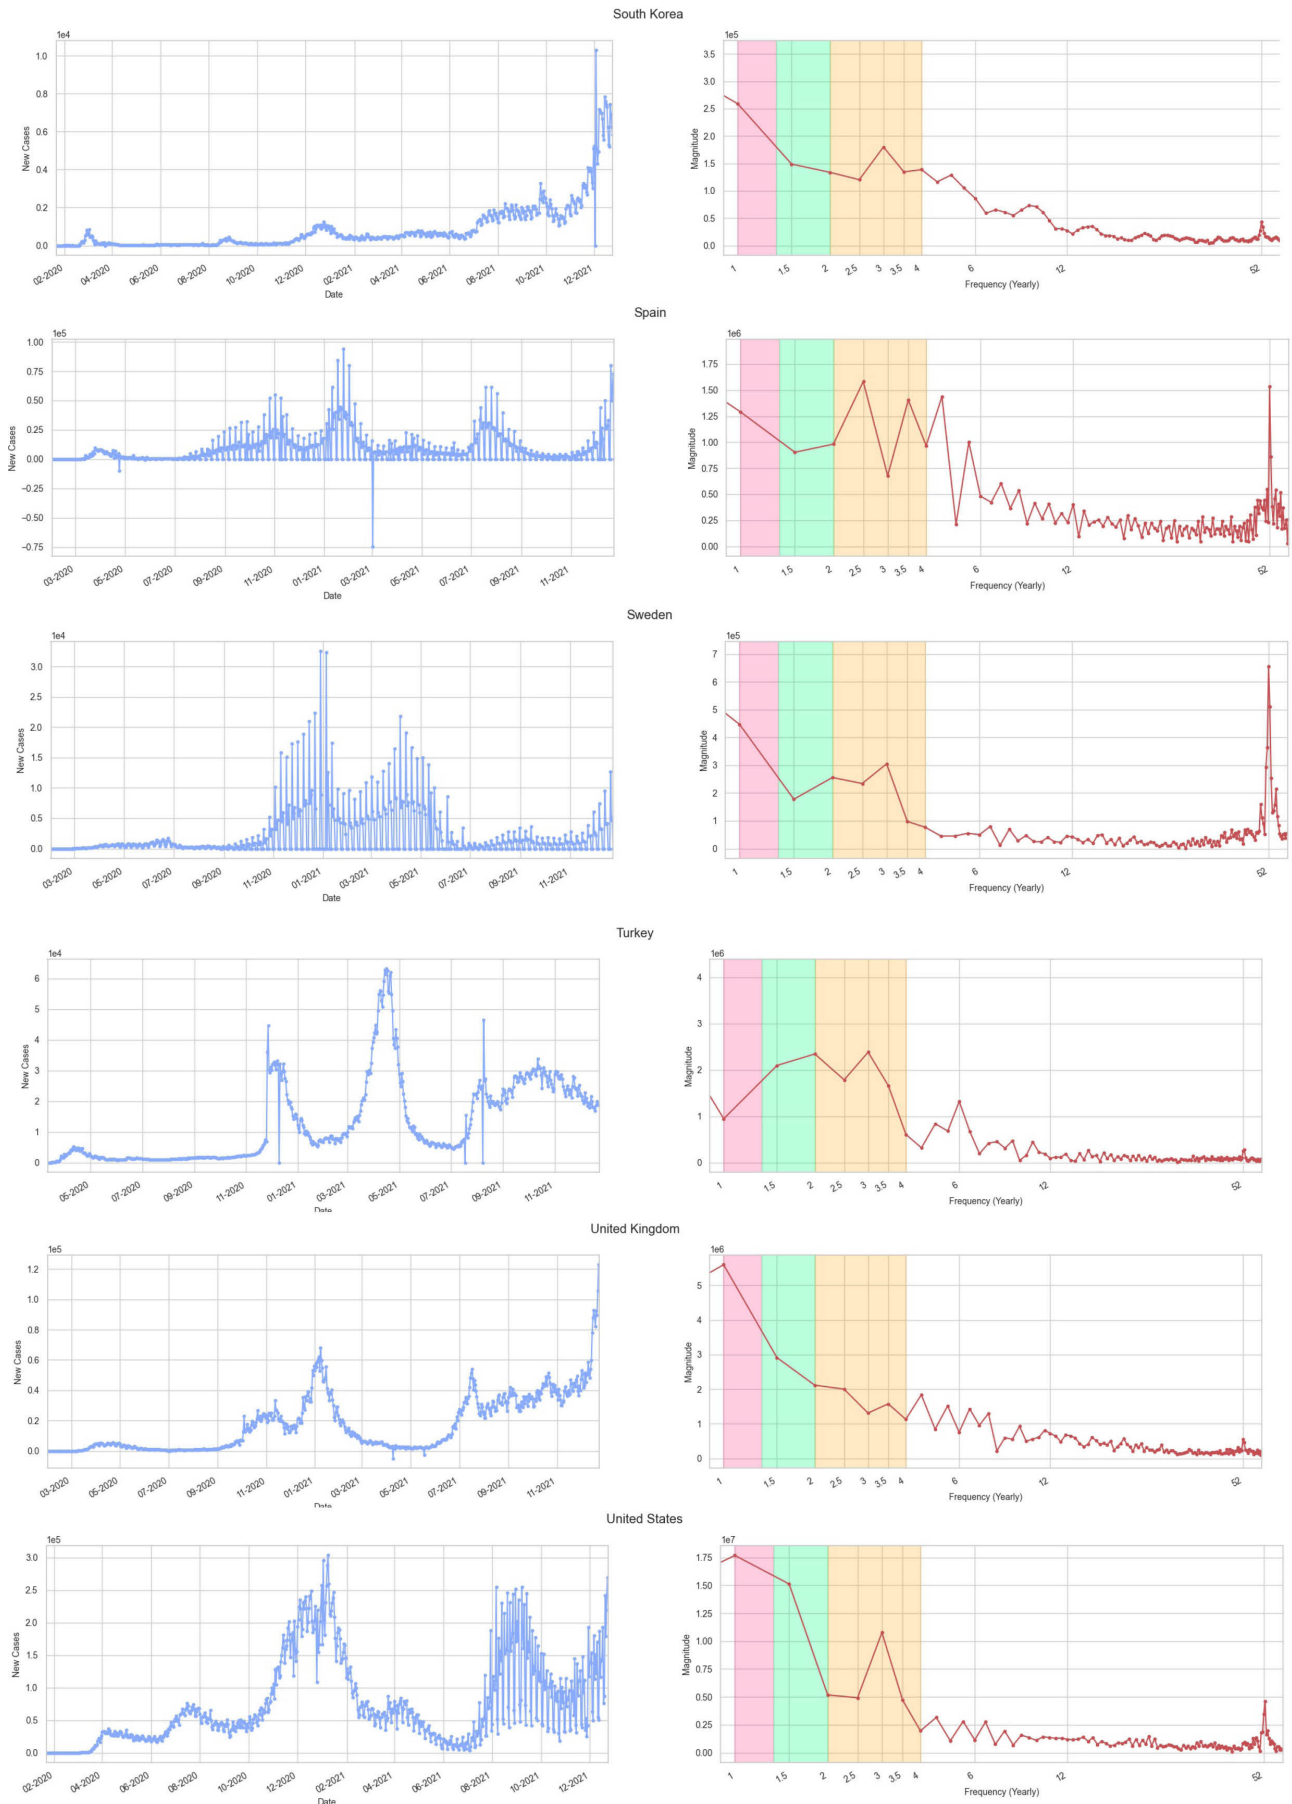 South Korea
1e4
1.0
0.8
0.6
0.4
0.2
0.0
New Cases
02-2020 04-2020 06-2020 08-2020 10-2020 12-2020 02-2021 04-2021 06-2021 08-2021 10-2021 12-2021
Date
1e5
3.5
3.0
2.5
2.0
1.5
1.0
0.5
0.0
Magnitude
1 1.5 2 2.5 3 3.5 4 6 12 52
Frequency (Yearly)
Spain
1e5
1.00
0.75
0.50
0.25
0.00
−0.25
−0.50
−0.75
New Cases
03-2020 05-2020 07-2020 09-2020 11-2020 01-2021 03-2021 05-2021 07-2021 09-2021 11-2021
Date
1e6
1.75
1.50
1.25
1.00
0.75
0.50
0.25
0.00
Magnitude
1 1.5 2 2.5 3 3.5 4 6 12 52
Frequency (Yearly)
Sweden
1e4
3.0
2.5
2.0
1.5
1.0
0.5
0.0
New Cases
03-2020 05-2020 07-2020 09-2020 11-2020 01-2021 03-2021 05-2021 07-2021 09-2021 11-2021
Date
1e5
7
6
5
4
3
2
1
0
Magnitude
1 1.5 2 2.5 3 3.5 4 6 12 52
Frequency (Yearly)
Turkey
1e4
6
5
4
3
2
1
0
New Cases
05-2020 07-2020 09-2020 11-2020 01-2021 03-2021 05-2021 07-2021 09-2021 11-2021
Date
1e6
4
3
2
1
0
Magnitude
1 1.5 2 2.5 3 3.5 4 6 12 52
Frequency (Yearly)
United Kingdom
1e5
1.2
1.0
0.8
0.6
0.4
0.2
0.0
New Cases
03-2020 05-2020 07-2020 09-2020 11-2020 01-2021 03-2021 05-2021 07-2021 09-2021 11-2021
Date
1e6
5
4
3
2
1
0
Magnitude
1 1.5 2 2.5 3 3.5 4 6 12 52
Frequency (Yearly)
United States
1e5
3.0
2.5
2.0
1.5
1.0
0.5
0.0
New Cases
02-2020 04-2020 06-2020 08-2020 10-2020 12-2020 02-2021 04-2021 06-2021 08-2021 10-2021 12-2021
Date
1e7
1.75
1.50
1.25
1.00
0.75
0.50
0.25
0.00
Magnitude
1 1.5 2 2.5 3 3.5 4 6 12 52
Frequency (Yearly)